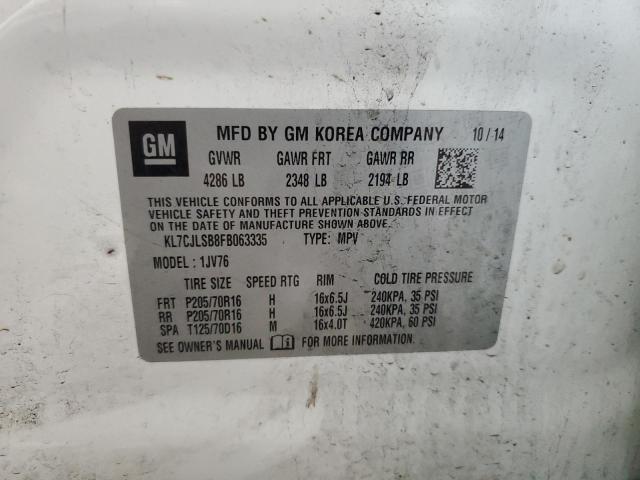 GM MFD BY GM KOREA COMPANY 10/14
GVWR GAWR FRT GAWR RR
4286 LB 2348 LB 2194 LB
THIS VEHICLE CONFORMS TO ALL APPLICABLE U.S. FEDERAL MOTOR
VEHICLE SAFETY AND THEFT PREVENTION STANDARDS IN EFFECT
ON THE DATE OF MANUFACTURE SHOWN ABOVE.
KL7CJLSB8FB063335 TYPE: MPV
MODEL: 1JV76
TIRE SIZE SPEED RTG RIM COLD TIRE PRESSURE
FRT P205/70R16 H 16x6.5J 240KPA, 35 PSI
RR P205/70R16 H 16x6.5J 240KPA, 35 PSI
SPA T125/70D16 M 16x4.0T 420KPA, 60 PSI
SEE OWNER'S MANUAL FOR MORE INFORMATION.